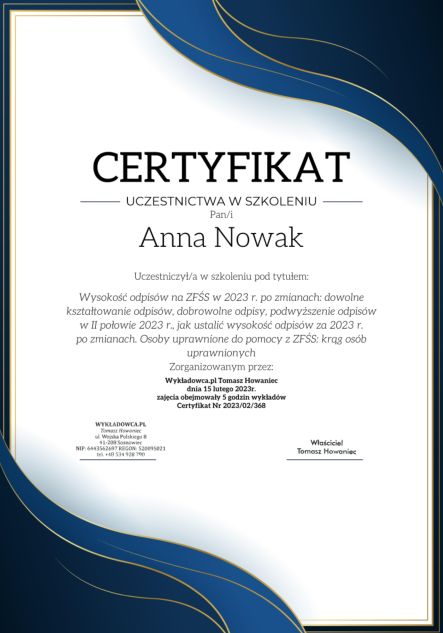 CERTYFIKAT
UCZESTNICTWA W SZKOLENIU
Pan/i
Anna Nowak
Uczestniczył/a w szkoleniu pod tytułem:
Wysokość odpisów na ZFŚS w 2023 r. po zmianach: dowolne
kształtowanie odpisów, dobrowolne odpisy, podwyższenie odpisów
w II połowie 2023 r., jak ustalić wysokość odpisów za 2023 r.
po zmianach. Osoby uprawnione do pomocy z ZFŚS: krąg osób
uprawnionych
Zorganizowanym przez:
Wykładowca.pl Tomasz Howaniec
dnia 15 lutego 2023r.
zajęcia obejmowały 5 godzin wykładów
Certyfikat Nr 2023/02/368
WYKŁADOWCA.PL
Tomasz Howaniec
ul. Wojska Polskiego 8
41-208 Sosnowiec
NIP: 6443562697 REGON: 520895021
tel. +48 534 928 790
Właściciel
Tomasz Howaniec